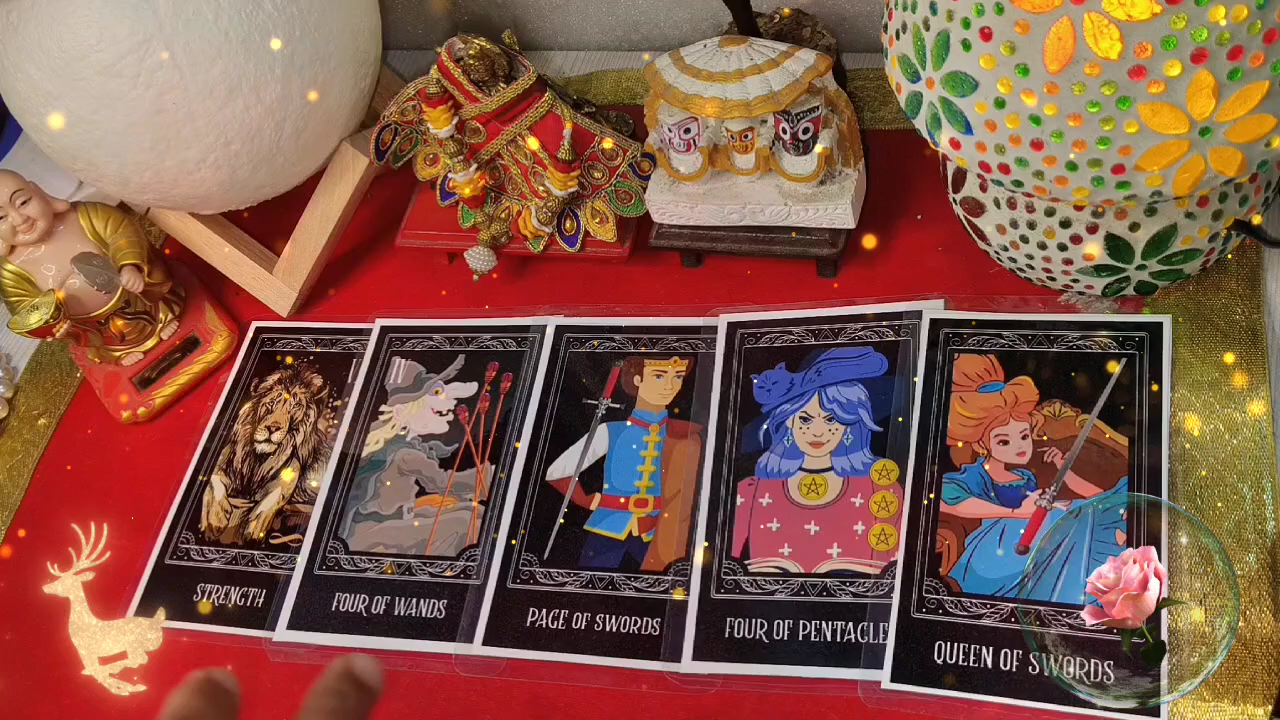 STRENGTH
FOUR OF WANDS
PAGE OF SWORDS
FOUR OF PENTACLE
QUEEN OF SWORDS